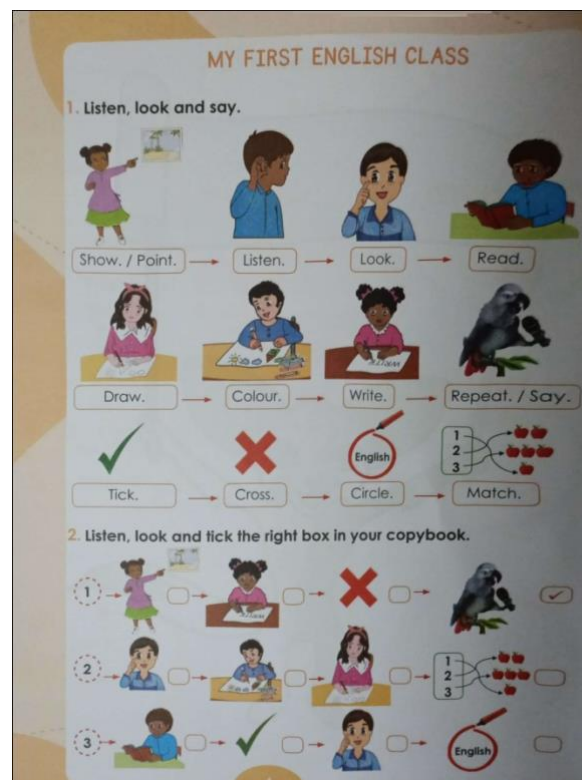 MY FIRST ENGLISH CLASS
1. Listen, look and say.
Show. / Point.
Listen.
Look.
Read.
Draw.
Colour.
Write.
Repeat. / Say.
English
1
2
3
Tick.
Cross.
Circle.
Match.
2. Listen, look and tick the right box in your copybook.
1
2
1
2
3
3
English